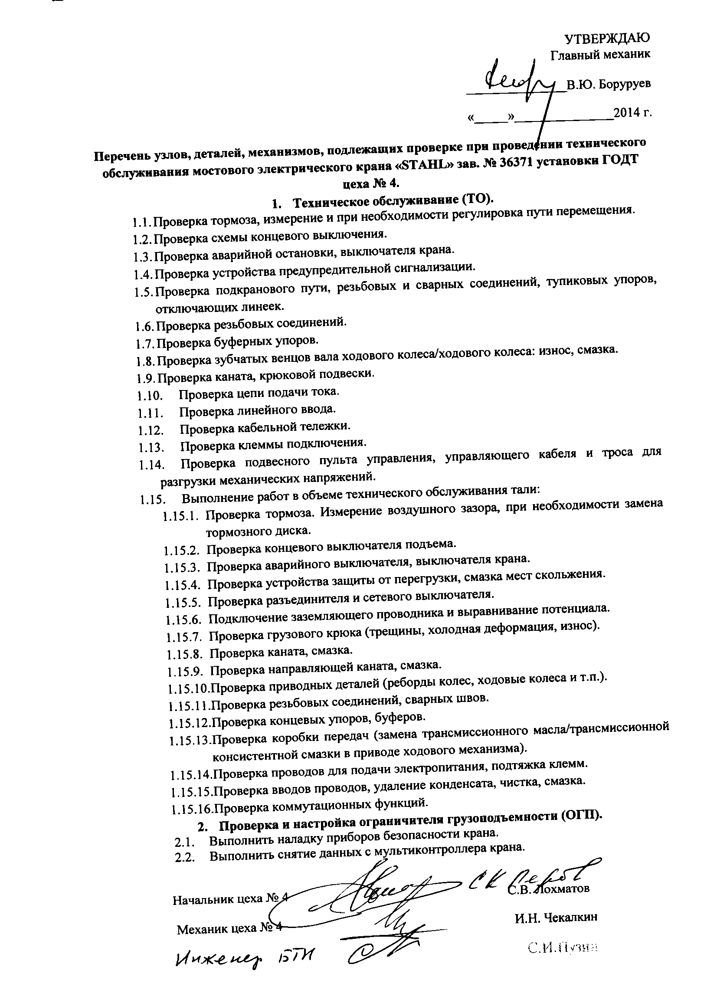 УТВЕРЖДАЮ
Главный механик
В.Ю. Боруруев
«_____»_______________2014 г.
Перечень узлов, деталей, механизмов, подлежащих проверке при проведении технического
обслуживания мостового электрического крана «STAHL» зав. № 36371 установки ГОДТ
цеха № 4.
1. Техническое обслуживание (ТО).
1.1. Проверка тормоза, измерение и при необходимости регулировка пути перемещения.
1.2. Проверка схемы концевого выключения.
1.3. Проверка аварийной остановки, выключателя крана.
1.4. Проверка устройства предупредительной сигнализации.
1.5. Проверка подкранового пути, резьбовых и сварных соединений, тупиковых упоров,
отключающих линеек.
1.6. Проверка резьбовых соединений.
1.7. Проверка буферных упоров.
1.8. Проверка зубчатых венцов вала ходового колеса/ходового колеса: износ, смазка.
1.9. Проверка каната, крюковой подвески.
1.10. Проверка цепи подачи тока.
1.11. Проверка линейного ввода.
1.12. Проверка кабельной тележки.
1.13. Проверка клеммы подключения.
1.14. Проверка подвесного пульта управления, управляющего кабеля и троса для
разгрузки механических напряжений.
1.15. Выполнение работ в объеме технического обслуживания тали:
1.15.1. Проверка тормоза. Измерение воздушного зазора, при необходимости замена
тормозного диска.
1.15.2. Проверка концевого выключателя подъема.
1.15.3. Проверка аварийного выключателя, выключателя крана.
1.15.4. Проверка устройства защиты от перегрузки, смазка мест скольжения.
1.15.5. Проверка разъединителя и сетевого выключателя.
1.15.6. Подключение заземляющего проводника и выравнивание потенциала.
1.15.7. Проверка грузового крюка (трещины, холодная деформация, износ).
1.15.8. Проверка каната, смазка.
1.15.9. Проверка направляющей каната, смазка.
1.15.10.Проверка приводных деталей (реборды колес, ходовые колеса и т.п.).
1.15.11.Проверка резьбовых соединений, сварных швов.
1.15.12.Проверка концевых упоров, буферов.
1.15.13.Проверка коробки передач (замена трансмиссионного масла/трансмиссионной
консистентной смазки в приводе ходового механизма).
1.15.14.Проверка проводов для подачи электропитания, подтяжка клемм.
1.15.15.Проверка вводов проводов, удаление конденсата, чистка, смазка.
1.15.16.Проверка коммутационных функций.
2. Проверка и настройка ограничителя грузоподъемности (ОГП).
2.1. Выполнить наладку приборов безопасности крана.
2.2. Выполнить снятие данных с мультиконтроллера крана.
Начальник цеха № 4 С.В. Лохматов
Механик цеха № 4 И.Н. Чекалкин
Инженер БТИ С.И.Пузин